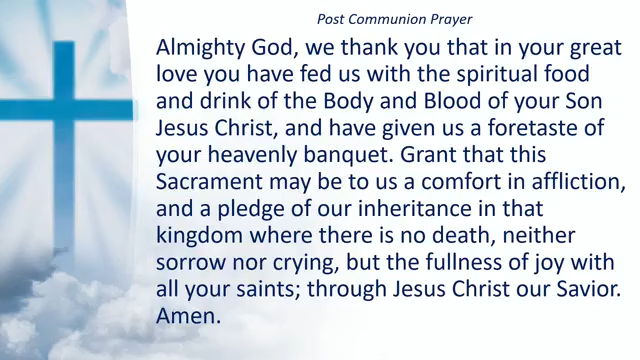 Post Communion Prayer
Almighty God, we thank you that in your great
love you have fed us with the spiritual food
and drink of the Body and Blood of your Son
Jesus Christ, and have given us a foretaste of
your heavenly banquet. Grant that this
Sacrament may be to us a comfort in affliction,
and a pledge of our inheritance in that
kingdom where there is no death, neither
sorrow nor crying, but the fullness of joy with
all your saints; through Jesus Christ our Savior.
Amen.